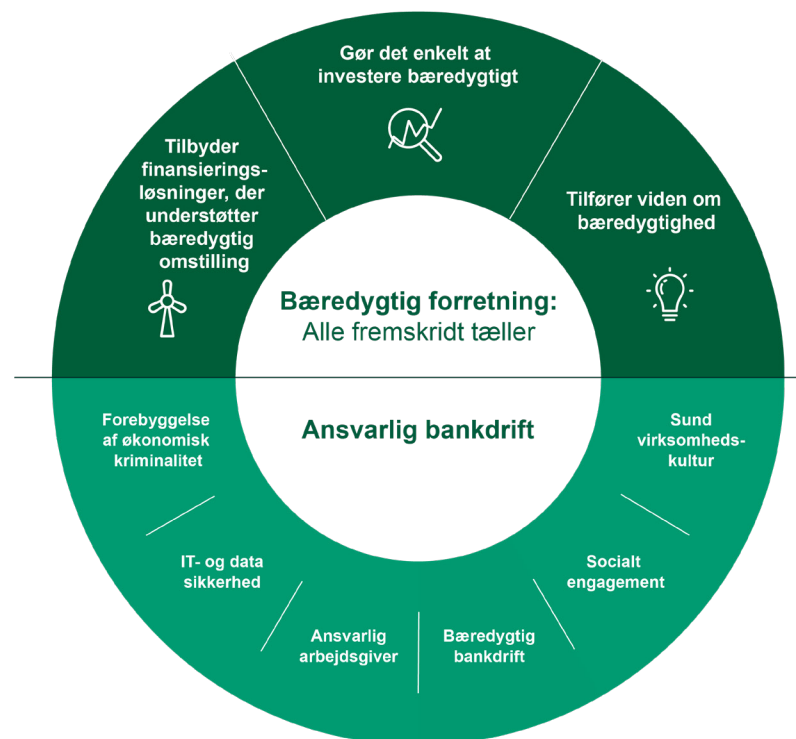 Gør det enkelt at
investere bæredygtigt
Tilbyder
finansierings-
løsninger, der
understøtter
bæredygtig
omstilling
Tilfører viden om
bæredygtighed
Bæredygtig forretning:
Alle fremskridt tæller
Ansvarlig bankdrift
Forebyggelse
af økonomisk
kriminalitet
IT- og data
sikkerhed
Ansvarlig
arbejdsgiver
Bæredygtig
bankdrift
Socialt
engagement
Sund
virksomheds-
kultur